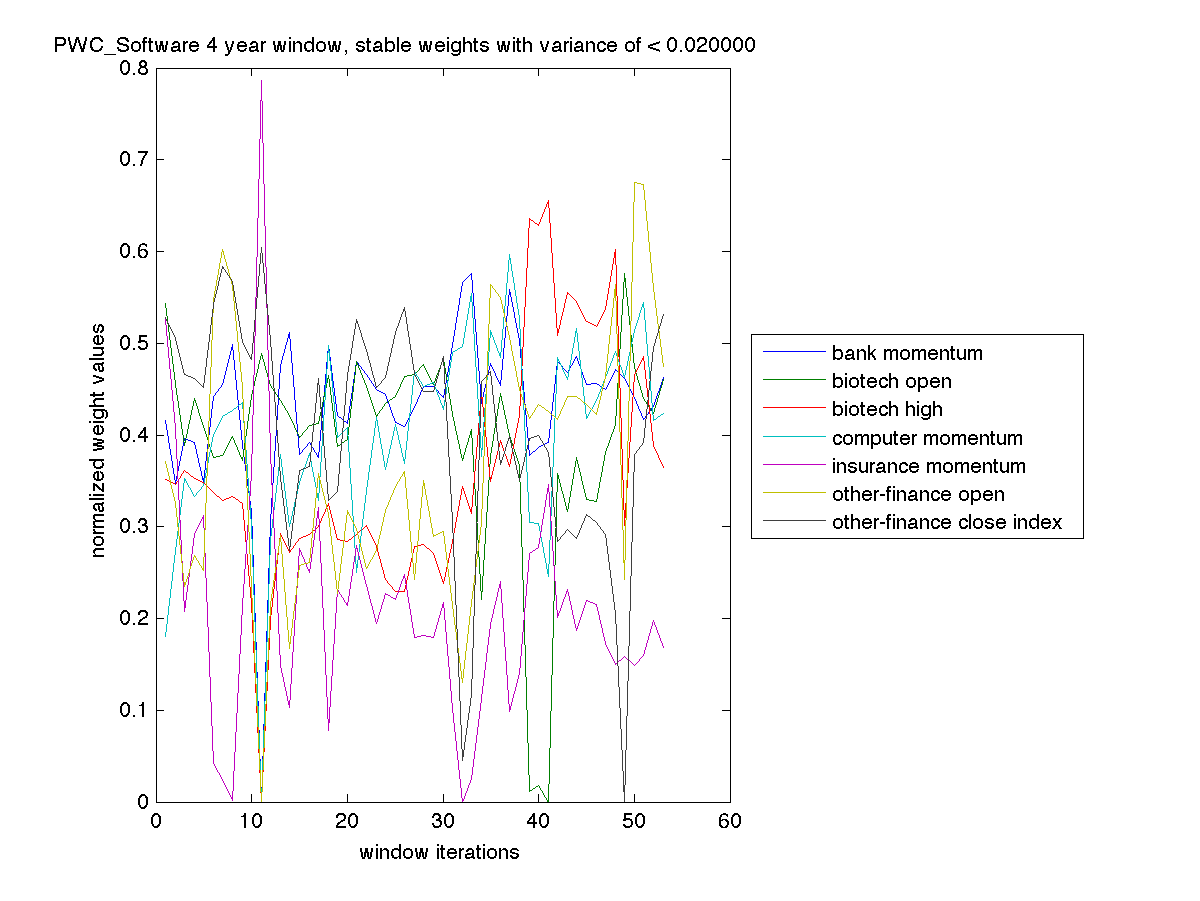 PWC_Software 4 year window, stable weights with variance of < 0.020000
0.8
0.7
0.6
0.5
0.4
0.3
0.2
0.1
0
normalized weight values
0 10 20 30 40 50 60
window iterations
bank momentum
biotech open
biotech high
computer momentum
insurance momentum
other-finance open
other-finance close index